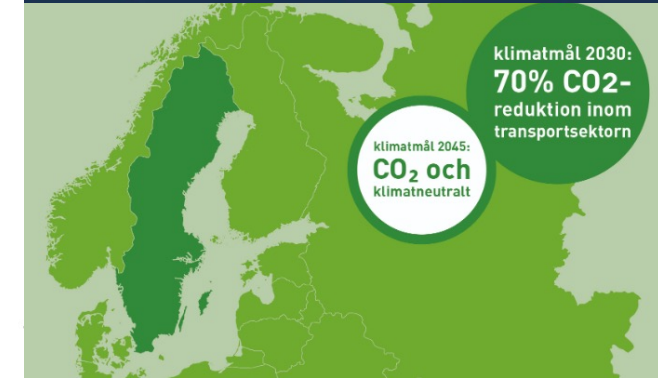 klimatmål 2030:
70% CO2-
reduktion inom
transportsektorn
klimatmål 2045:
CO₂ och
klimatneutralt